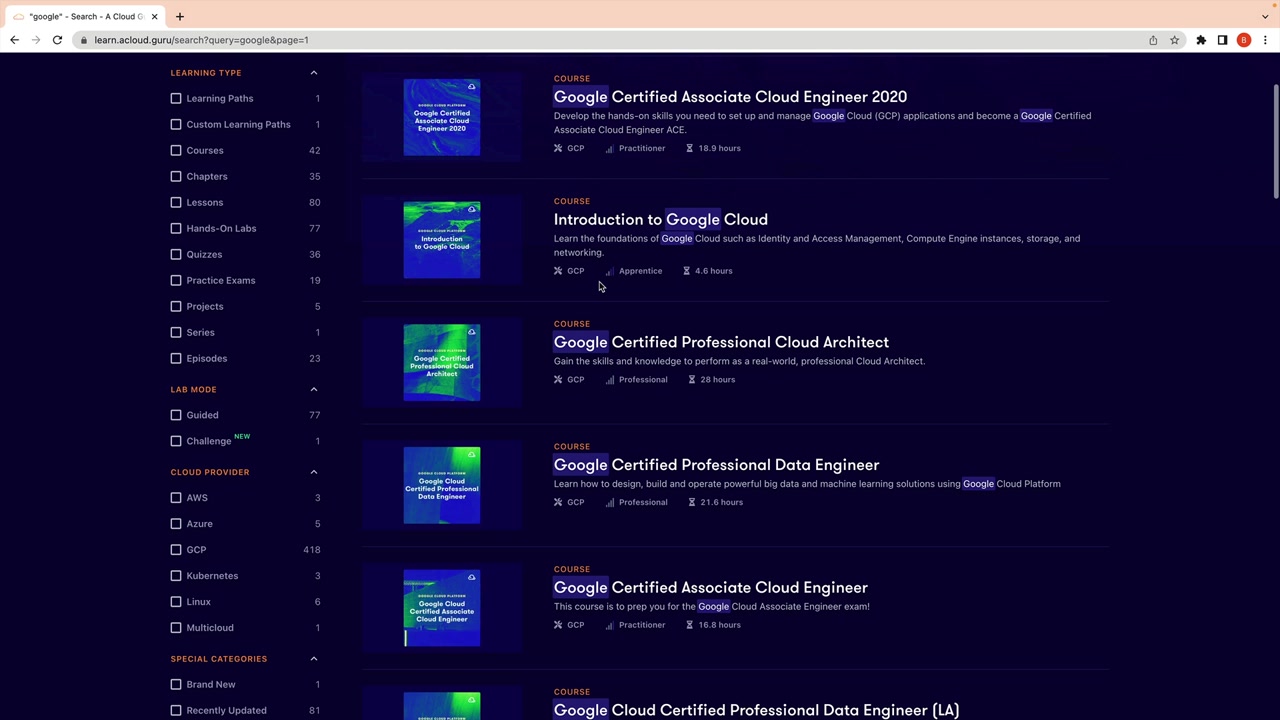 "google" - Search - A Cloud G
learn.acloud.guru/search?query=google&page=1
B
LEARNING TYPE
Learning Paths 1
Custom Learning Paths 1
Courses 42
Chapters 35
Lessons 80
Hands-On Labs 77
Quizzes 36
Practice Exams 19
Projects 5
Series 1
Episodes 23
LAB MODE
Guided 77
Challenge NEW 1
CLOUD PROVIDER
AWS 3
Azure 5
GCP 418
Kubernetes 3
Linux 6
Multicloud 1
SPECIAL CATEGORIES
Brand New 1
Recently Updated 81
GOOGLE CLOUD PLATFORM
Google Certified
Associate Cloud
Engineer 2020
COURSE
Google Certified Associate Cloud Engineer 2020
Develop the hands-on skills you need to set up and manage Google Cloud (GCP) applications and become a Google Certified
Associate Cloud Engineer ACE.
GCP Practitioner 18.9 hours
GOOGLE CLOUD PLATFORM
Introduction
to Google Cloud
COURSE
Introduction to Google Cloud
Learn the foundations of Google Cloud such as Identity and Access Management, Compute Engine instances, storage, and
networking.
GCP Apprentice 4.6 hours
GOOGLE CLOUD PLATFORM
Google Certified
Professional Cloud
Architect
COURSE
Google Certified Professional Cloud Architect
Gain the skills and knowledge to perform as a real-world, professional Cloud Architect.
GCP Professional 28 hours
GOOGLE CLOUD PLATFORM
Google Cloud
Certified Professional
Data Engineer
COURSE
Google Certified Professional Data Engineer
Learn how to design, build and operate powerful big data and machine learning solutions using Google Cloud Platform
GCP Professional 21.6 hours
GOOGLE CLOUD PLATFORM
Google Cloud
Certified Associate
Cloud Engineer
COURSE
Google Certified Associate Cloud Engineer
This course is to prep you for the Google Cloud Associate Engineer exam!
GCP Practitioner 16.8 hours
COURSE
Google Cloud Certified Professional Data Engineer (LA)